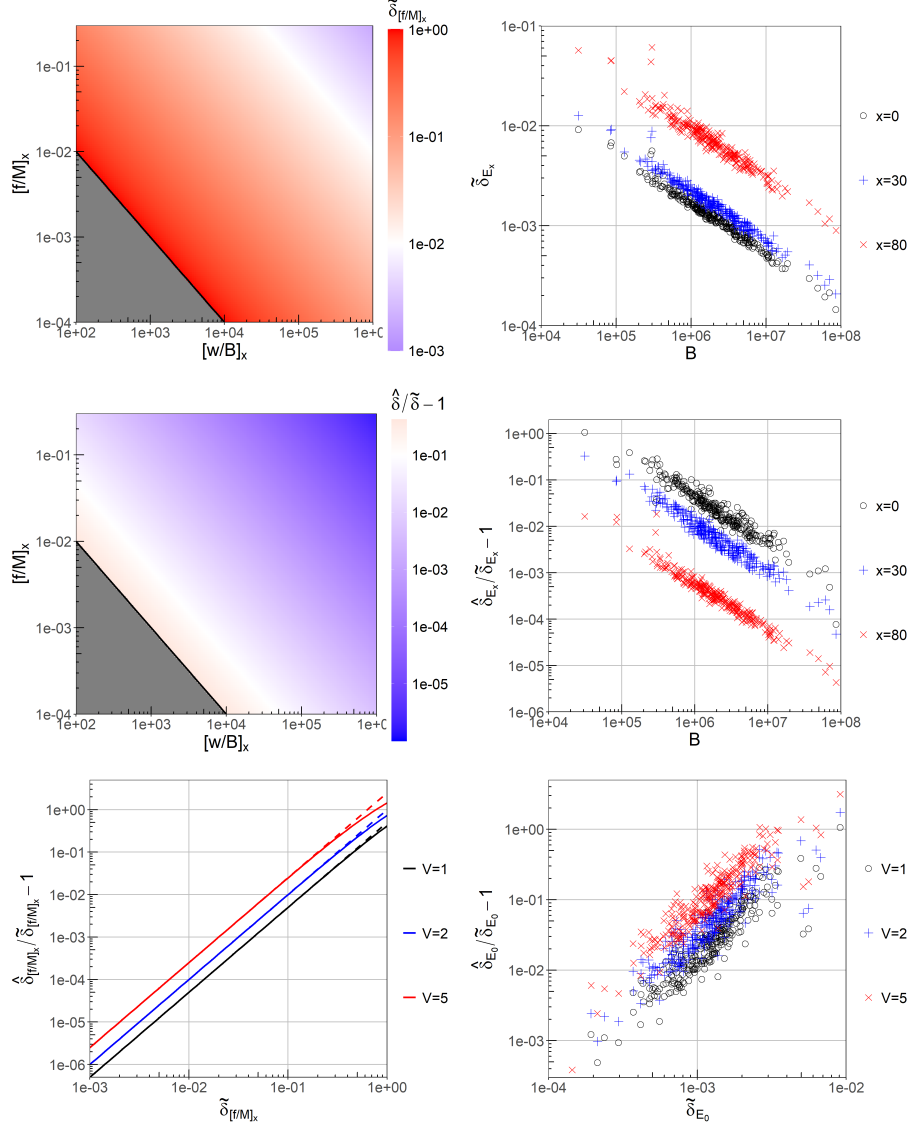 δ̃[f/M]ₓ
1e+00
1e-01
1e-02
1e-03
1e-01
1e-02
1e-03
1e-04
[f/M]ₓ
1e+02
1e+03
1e+04
1e+05
1e+0
[w/B]ₓ
1e-01
1e-02
1e-03
1e-04
δ̃Eₓ
1e+04
1e+05
1e+06
1e+07
1e+08
B
x=0
x=30
x=80
δ̂/δ̃ − 1
1e-01
1e-02
1e-03
1e-04
1e-05
1e-01
1e-02
1e-03
1e-04
[f/M]ₓ
1e+02
1e+03
1e+04
1e+05
1e+0
[w/B]ₓ
1e+00
1e-01
1e-02
1e-03
1e-04
1e-05
1e-06
δ̂Eₓ/δ̃Eₓ − 1
1e+04
1e+05
1e+06
1e+07
1e+08
B
x=0
x=30
x=80
1e+00
1e-01
1e-02
1e-03
1e-04
1e-05
1e-06
δ̂[f/M]ₓ/δ̃[f/M]ₓ − 1
1e-03
1e-02
1e-01
1e+00
δ̃[f/M]ₓ
V=1
V=2
V=5
1e+00
1e-01
1e-02
1e-03
δ̂E₀/δ̃E₀ − 1
1e-04
1e-03
1e-02
δ̃E₀
V=1
V=2
V=5